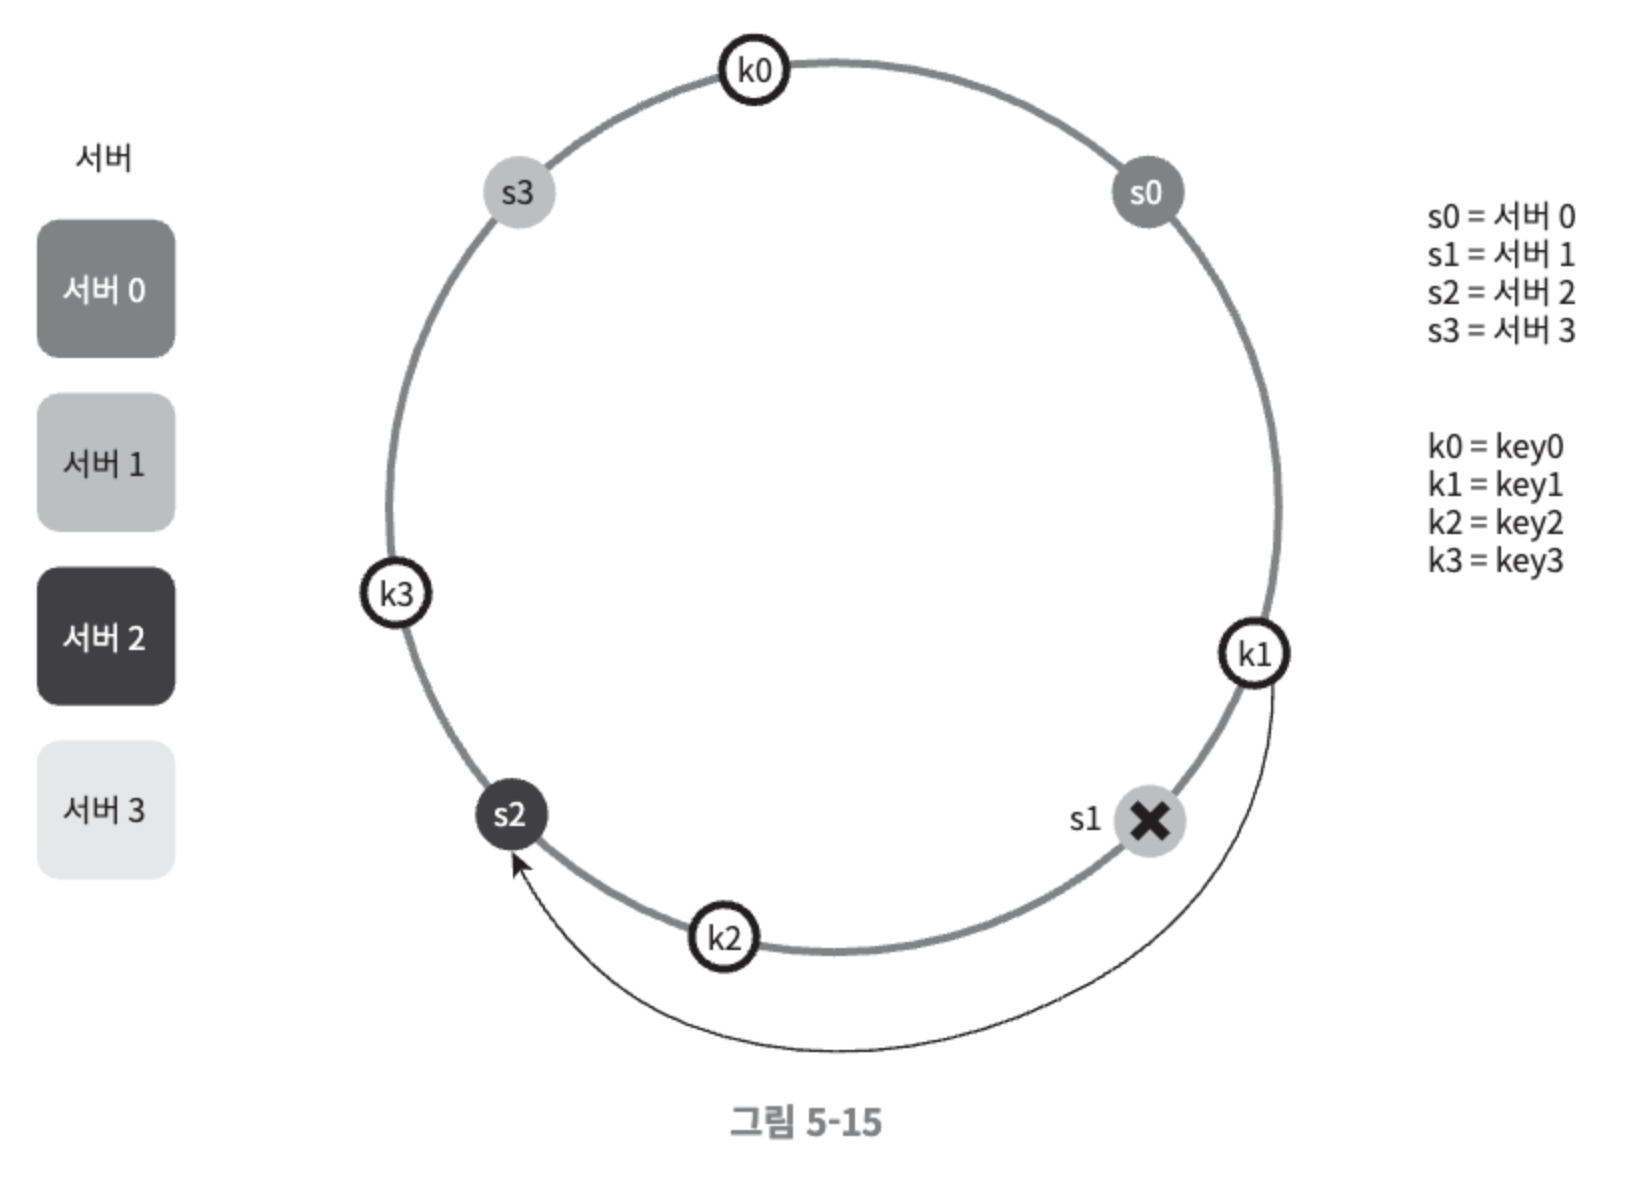 k0
서버
s3
s0
서버 0
s0 = 서버 0
s1 = 서버 1
s2 = 서버 2
s3 = 서버 3
서버 1
k0 = key0
k1 = key1
k2 = key2
k3 = key3
k3
서버 2
k1
서버 3
s2
s1
k2
그림 5-15